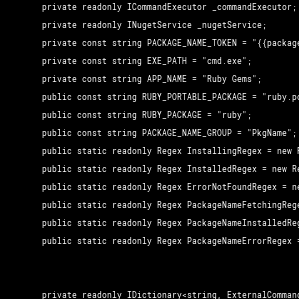 private readonly ICommandExecutor _commandExecutor;
private readonly INugetService _nugetService;
private const string PACKAGE_NAME_TOKEN = "{{package
private const string EXE_PATH = "cmd.exe";
private const string APP_NAME = "Ruby Gems";
public const string RUBY_PORTABLE_PACKAGE = "ruby.po
public const string RUBY_PACKAGE = "ruby";
public const string PACKAGE_NAME_GROUP = "PkgName";
public static readonly Regex InstallingRegex = new R
public static readonly Regex InstalledRegex = new Re
public static readonly Regex ErrorNotFoundRegex = ne
public static readonly Regex PackageNameFetchingRege
public static readonly Regex PackageNameInstalledReg
public static readonly Regex PackageNameErrorRegex =
private readonly IDictionary<string, ExternalCommand